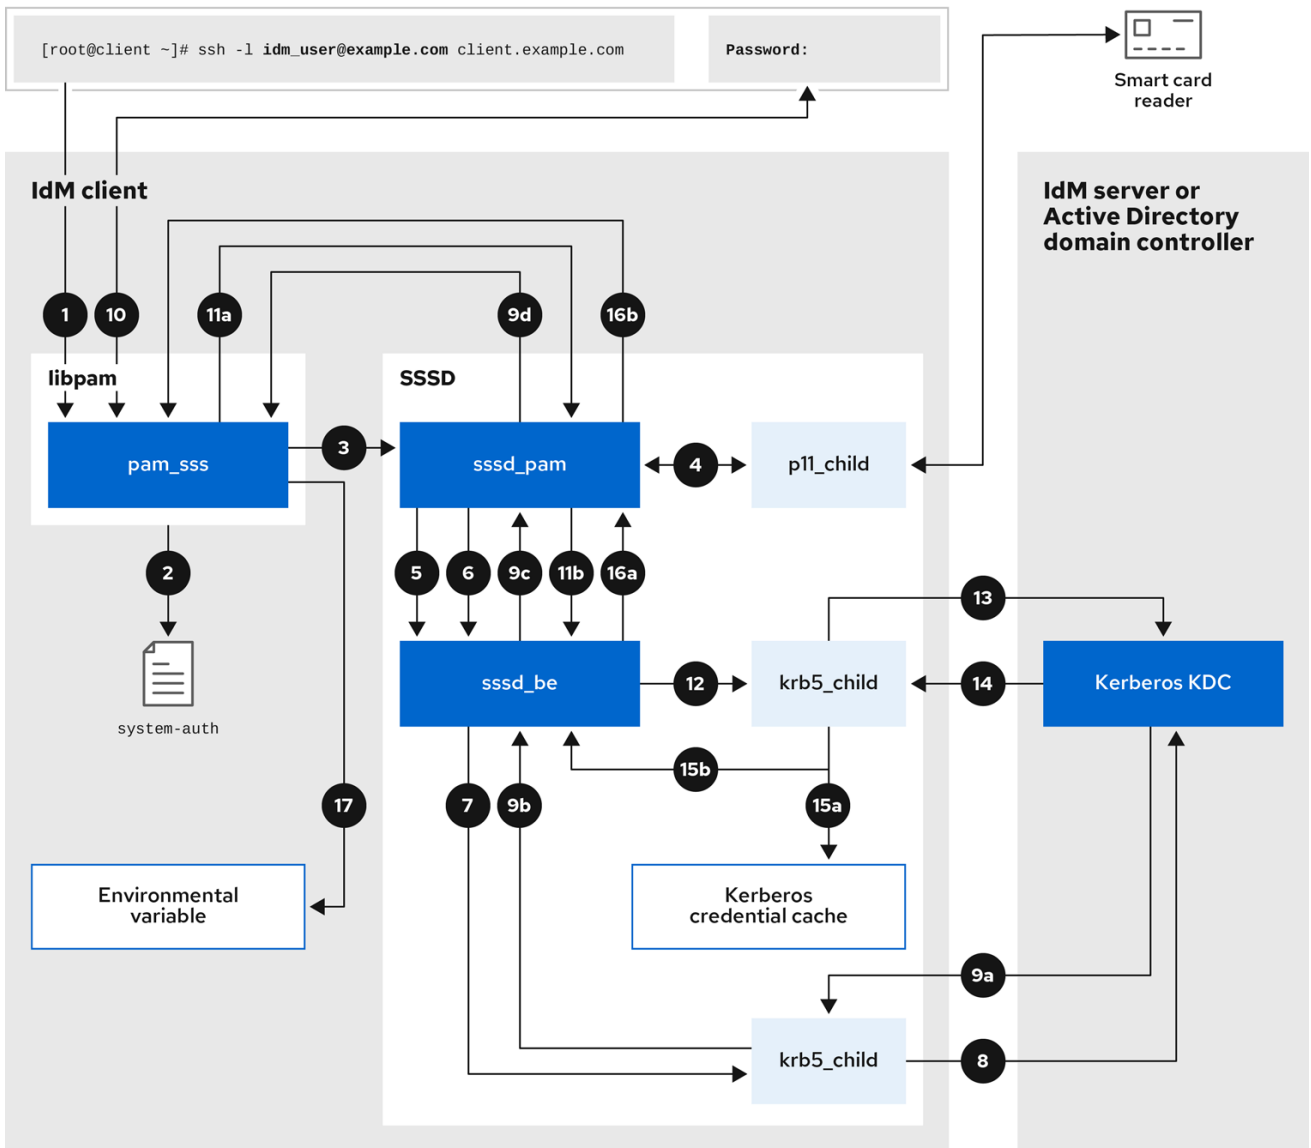 [root@client ~]# ssh -l idm_user@example.com client.example.com
Password:
Smart card
reader
IdM client
IdM server or
Active Directory
domain controller
1
10
11a
9d
16b
libpam
SSSD
pam_sss
3
sssd_pam
4
p11_child
2
5
6
9c
11b
16a
13
system-auth
sssd_be
12
krb5_child
14
Kerberos KDC
15b
17
7
9b
15a
Environmental
variable
Kerberos
credential cache
9a
krb5_child
8